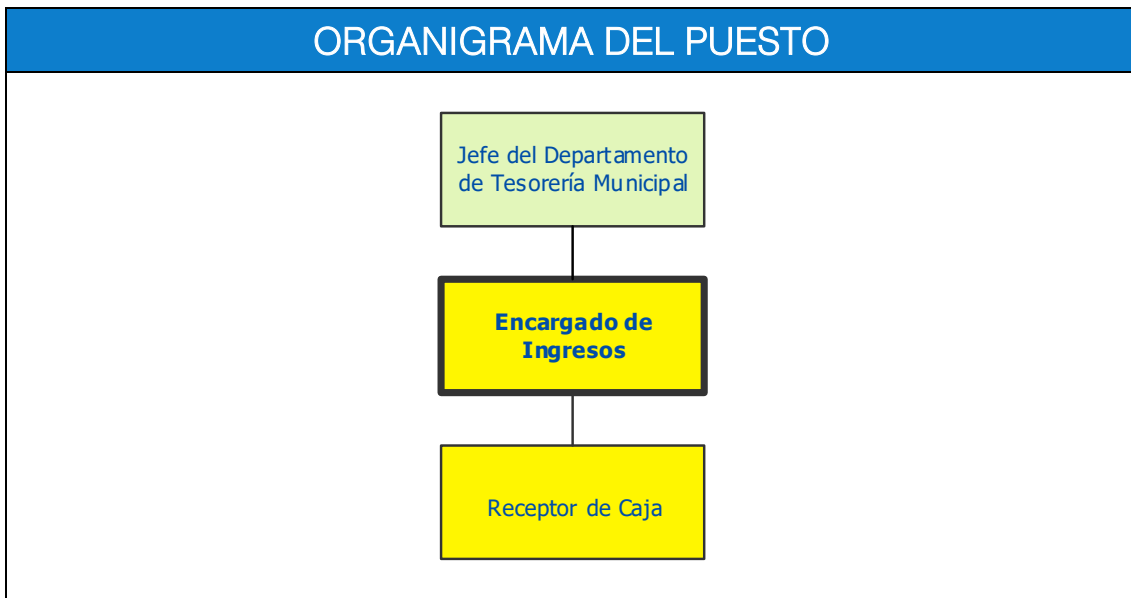 ORGANIGRAMA DEL PUESTO
Jefe del Departamento
de Tesorería Municipal
Encargado de
Ingresos
Receptor de Caja